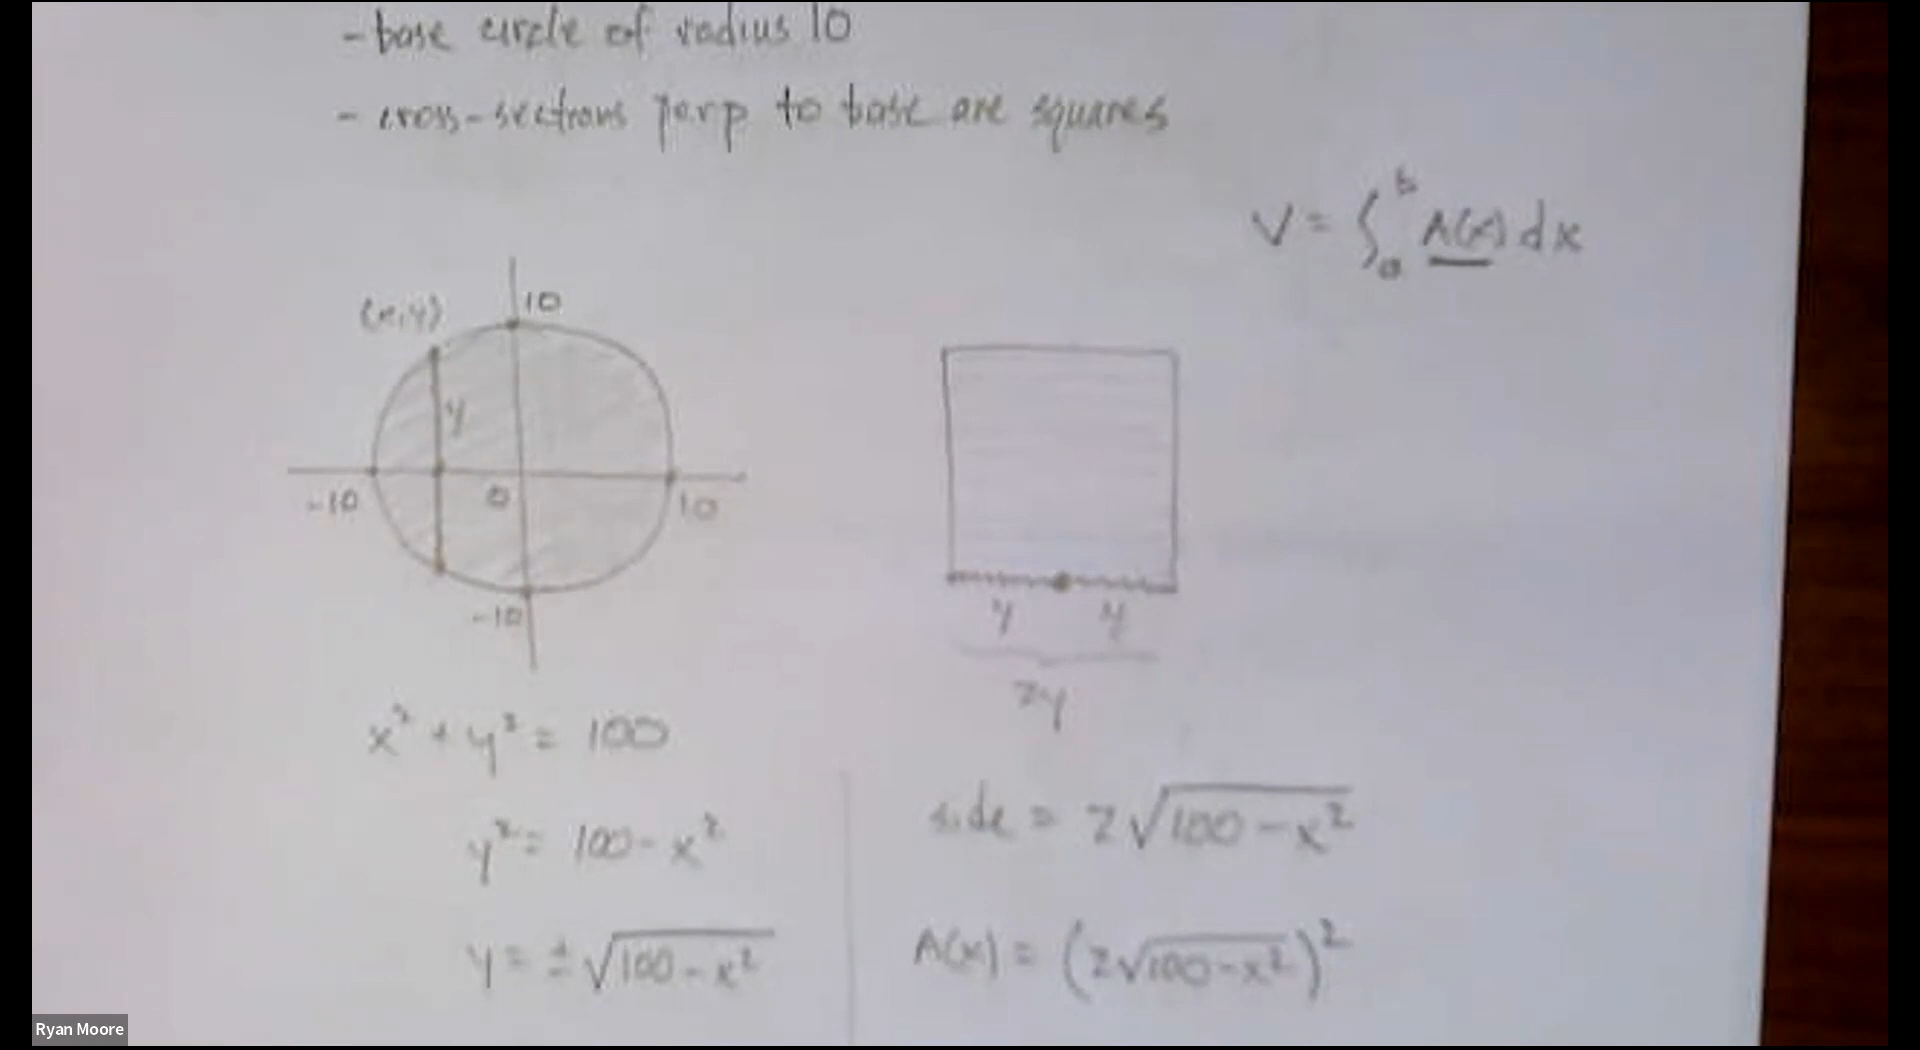 - base circle of radius 10
- cross-sections perp to base are squares
V = ∫_a^b A(x) dx
(x,y)
10
y
-10
0
10
-10
y y
2y
x² + y² = 100
y² = 100 - x²
y = ± √(100 - x²)
side = 2√(100 - x²)
A(x) = (2√(100 - x²))²
Ryan Moore